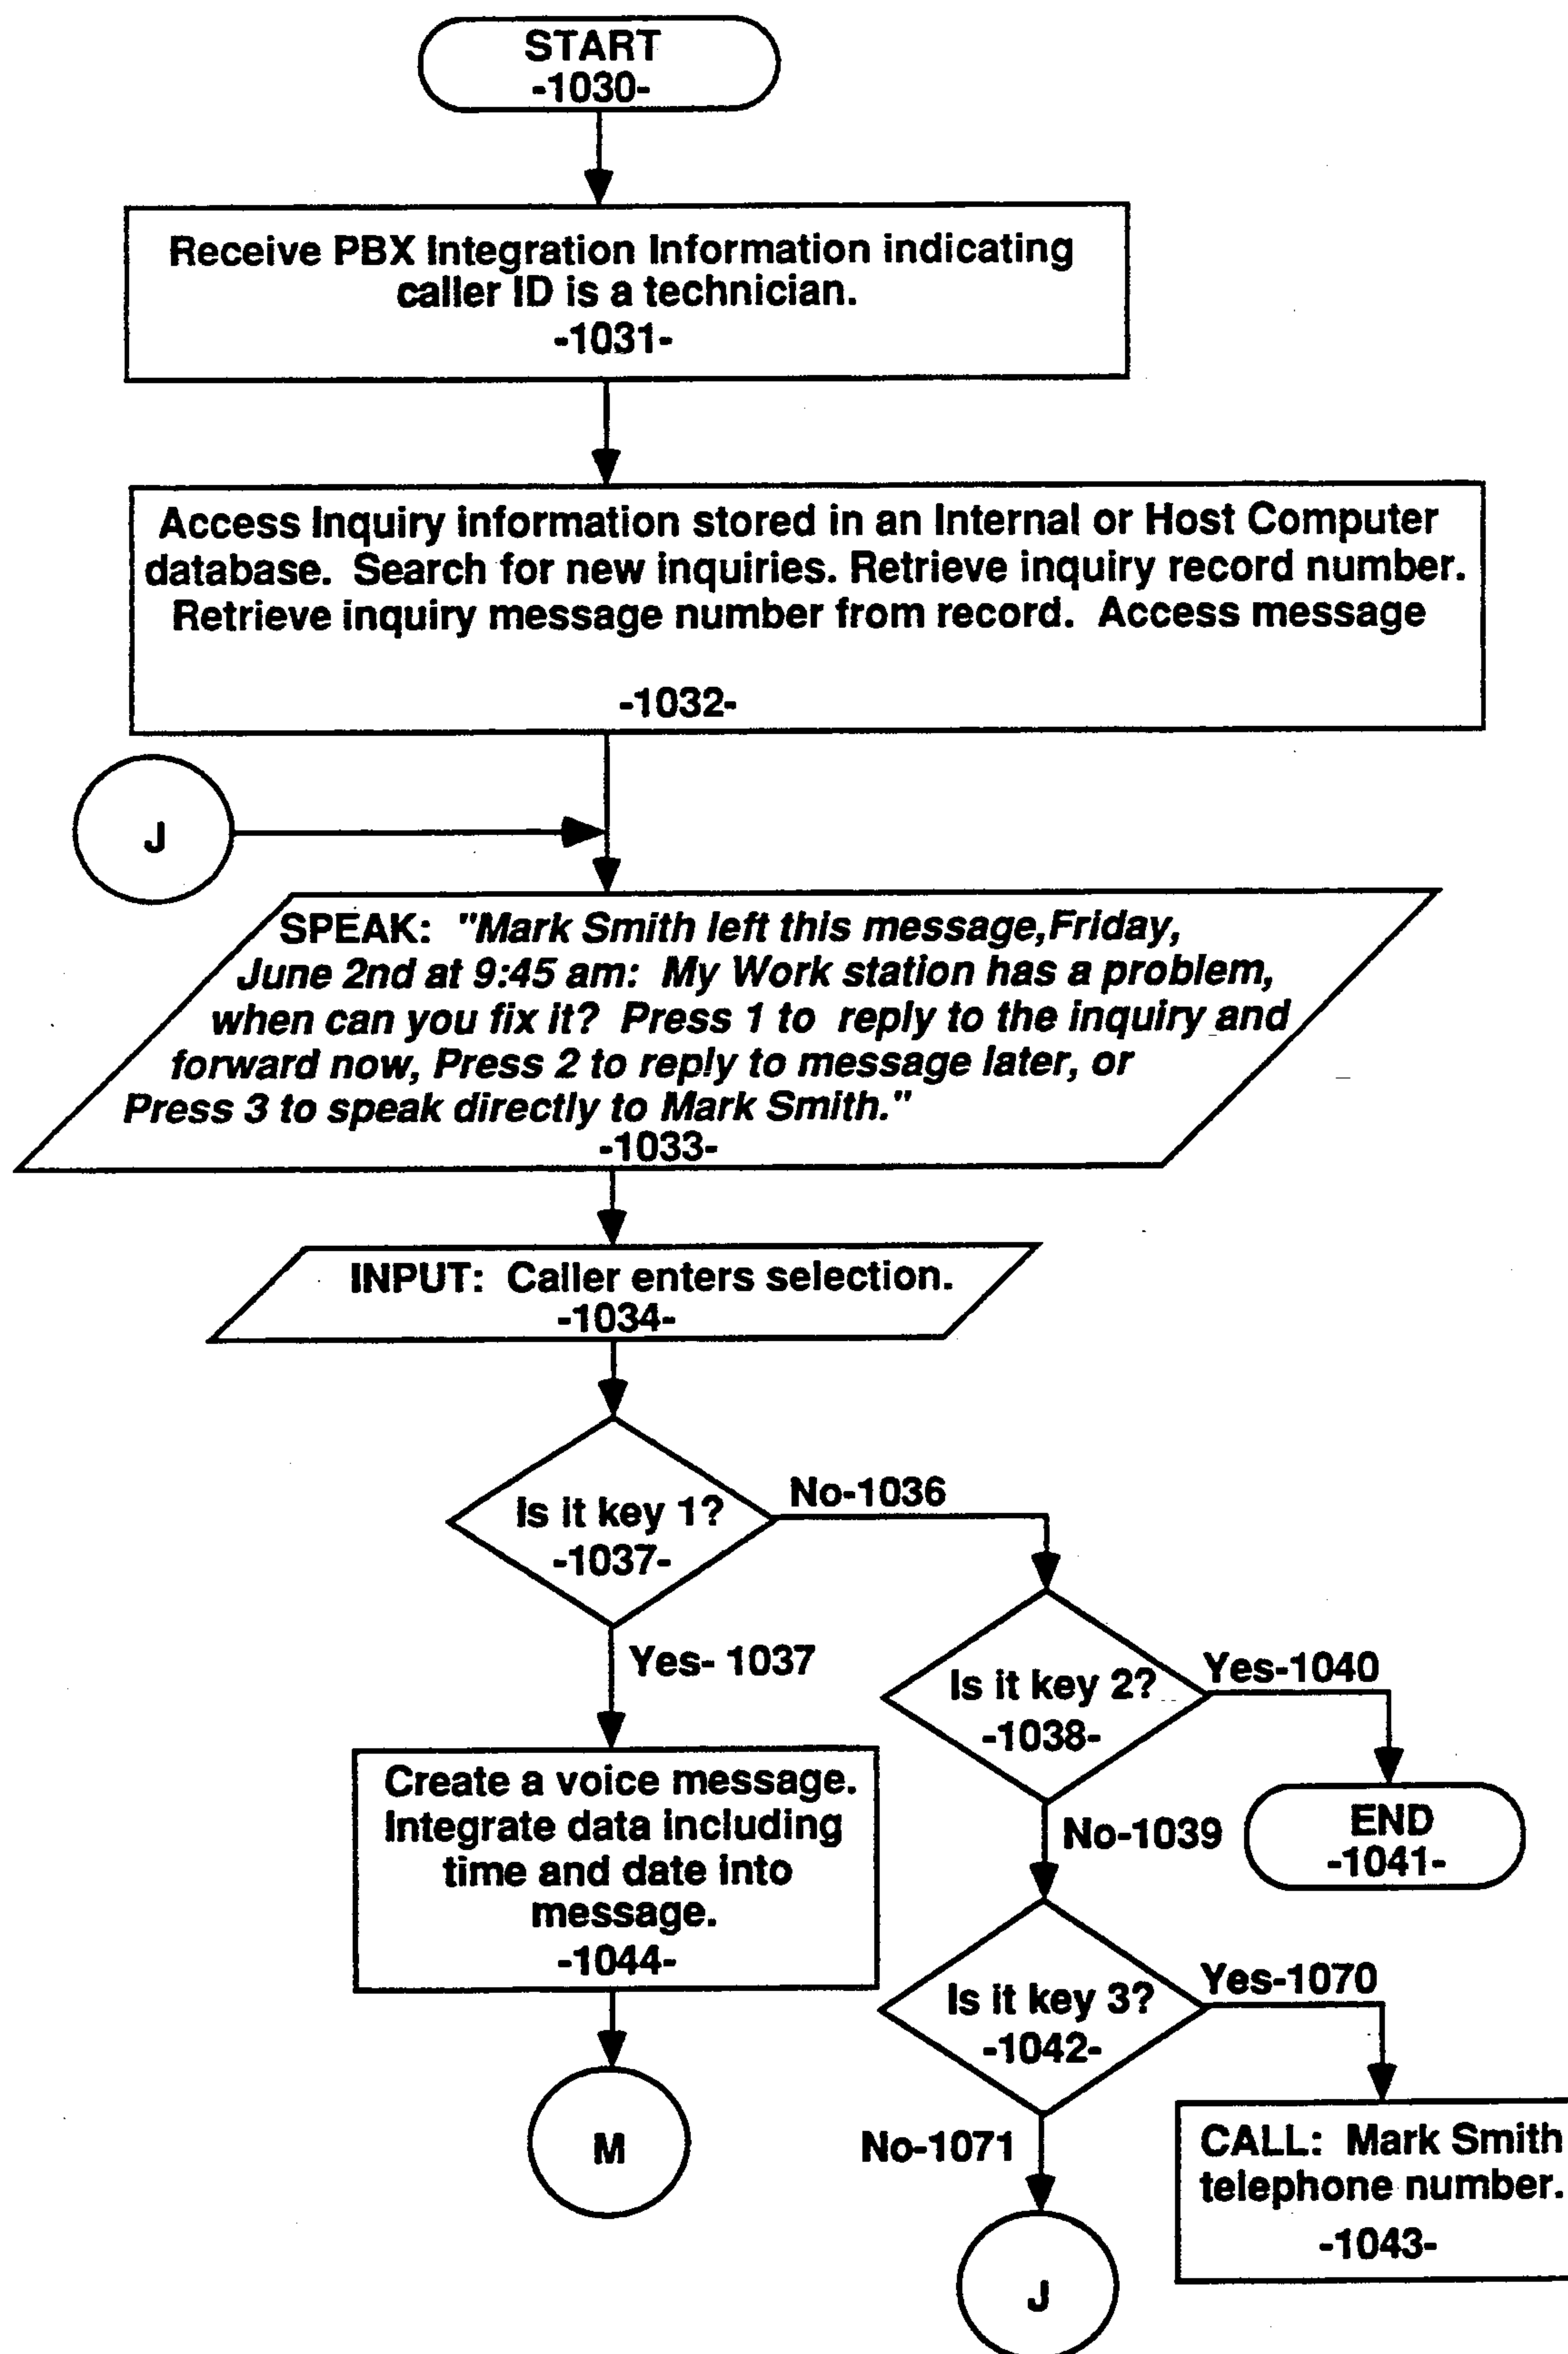 START
-1030-
Receive PBX Integration Information indicating
caller ID is a technician.
-1031-
Access Inquiry information stored in an Internal or Host Computer
database. Search for new inquiries. Retrieve inquiry record number.
Retrieve inquiry message number from record. Access message
-1032-
J
SPEAK: "Mark Smith left this message,Friday,
June 2nd at 9:45 am: My Work station has a problem,
when can you fix it? Press 1 to reply to the inquiry and
forward now, Press 2 to reply to message later, or
Press 3 to speak directly to Mark Smith."
-1033-
INPUT: Caller enters selection.
-1034-
Is it key 1?
-1037-
No-1036
Yes- 1037
Is it key 2?
-1038-
Yes-1040
Create a voice message.
Integrate data including
time and date into
message.
-1044-
No-1039
END
-1041-
Is it key 3?
-1042-
Yes-1070
M
No-1071
CALL: Mark Smith
telephone number.
-1043-
J